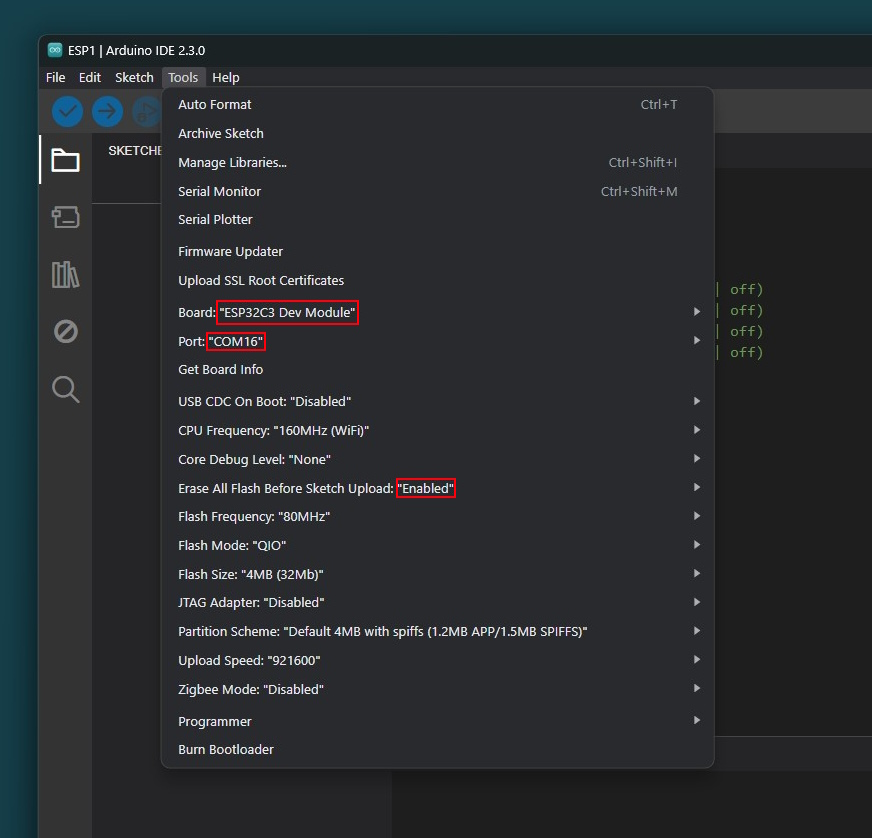 ESP1 | Arduino IDE 2.3.0
File Edit Sketch Tools Help
SKETCHE
Auto Format Ctrl+T
Archive Sketch
Manage Libraries... Ctrl+Shift+I
Serial Monitor Ctrl+Shift+M
Serial Plotter
Firmware Updater
Upload SSL Root Certificates
| off)
Board: "ESP32C3 Dev Module"
| off)
| off)
Port: "COM16"
| off)
Get Board Info
USB CDC On Boot: "Disabled"
CPU Frequency: "160MHz (WiFi)"
Core Debug Level: "None"
Erase All Flash Before Sketch Upload: "Enabled"
Flash Frequency: "80MHz"
Flash Mode: "QIO"
Flash Size: "4MB (32Mb)"
JTAG Adapter: "Disabled"
Partition Scheme: "Default 4MB with spiffs (1.2MB APP/1.5MB SPIFFS)"
Upload Speed: "921600"
Zigbee Mode: "Disabled"
Programmer
Burn Bootloader